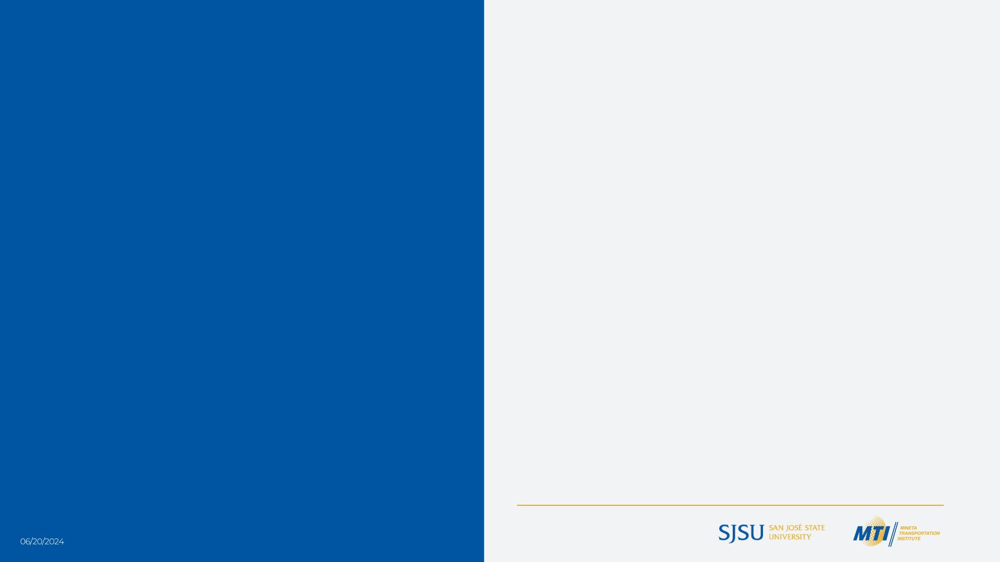 06/20/2024
SJSU
SAN JOSÉ STATE
UNIVERSITY
MTI
MINETA
TRANSPORTATION
INSTITUTE